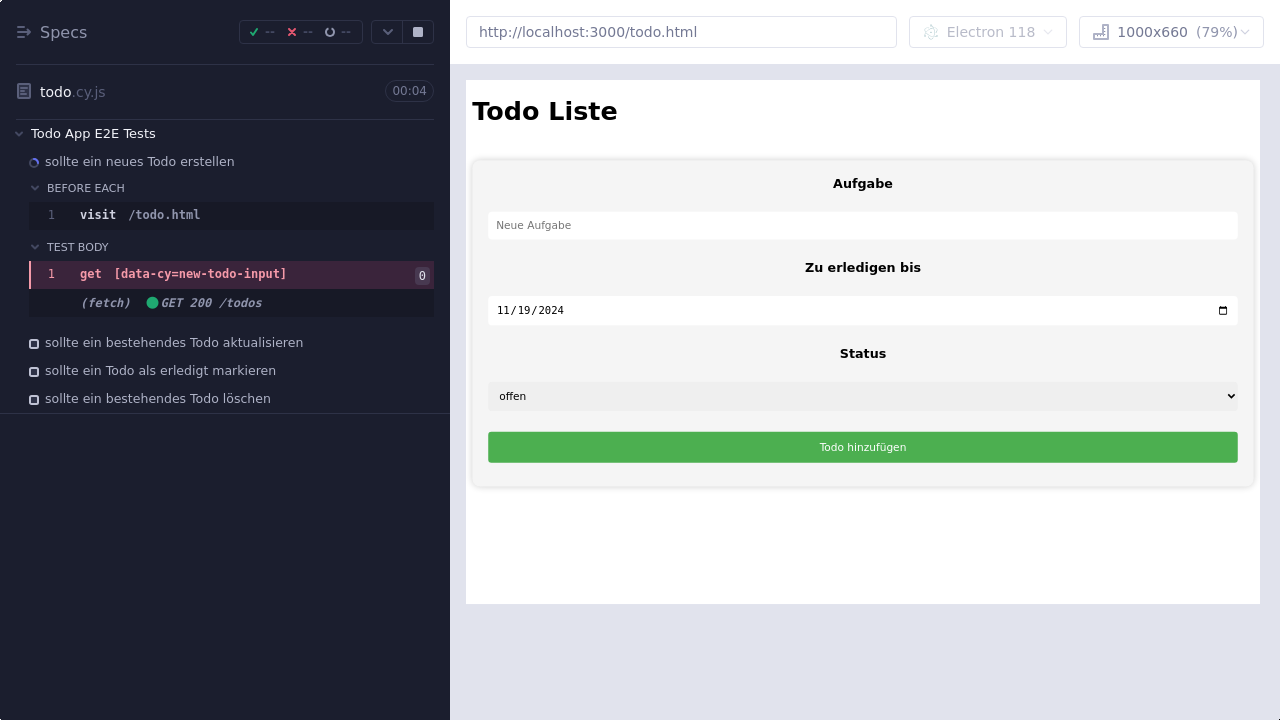 Specs
-- -- --
todo.cy.js 00:04
Todo App E2E Tests
sollte ein neues Todo erstellen
BEFORE EACH
1 visit /todo.html
TEST BODY
1 get [data-cy=new-todo-input] 0
(fetch) GET 200 /todos
sollte ein bestehendes Todo aktualisieren
sollte ein Todo als erledigt markieren
sollte ein bestehendes Todo löschen
http://localhost:3000/todo.html
Electron 118
1000x660 (79%)
Todo Liste
Aufgabe
Neue Aufgabe
Zu erledigen bis
11/19/2024
Status
offen
Todo hinzufügen